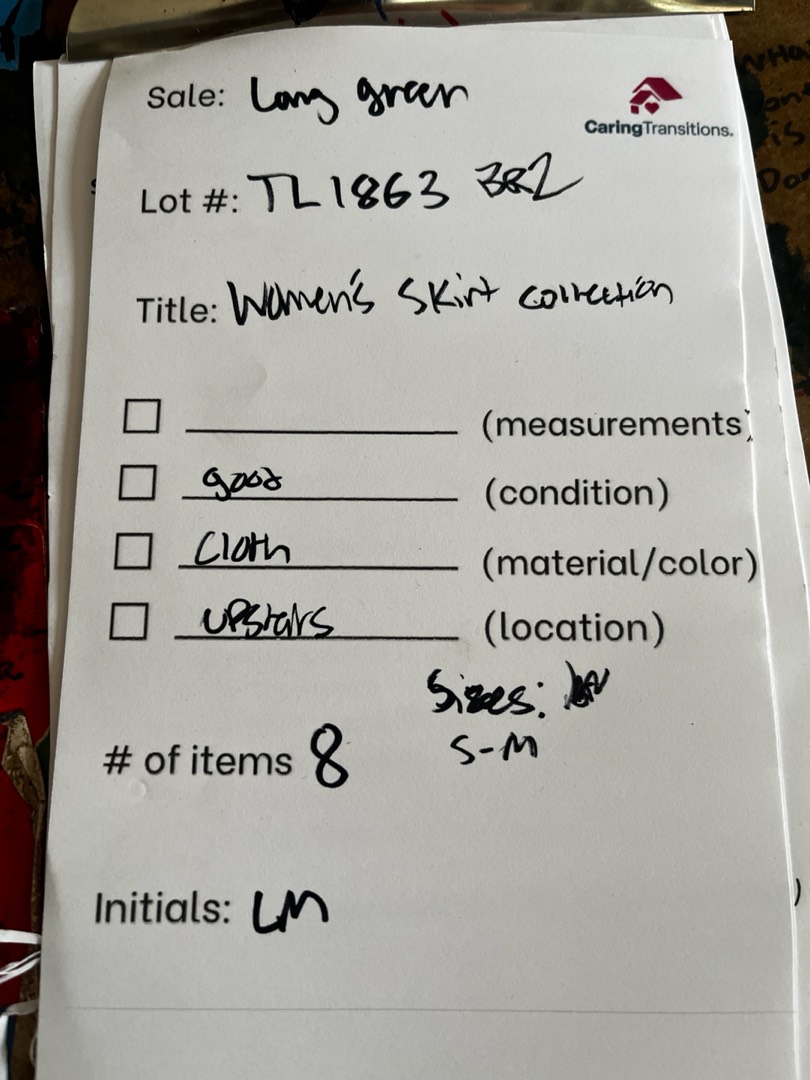 Sale: Long green
CaringTransitions.
Lot #: TL1863 BR2
Title: Women's Skirt collection
(measurements)
good (condition)
Cloth (material/color)
upstairs (location)
Sizes:
S-M
# of items 8
Initials: LM